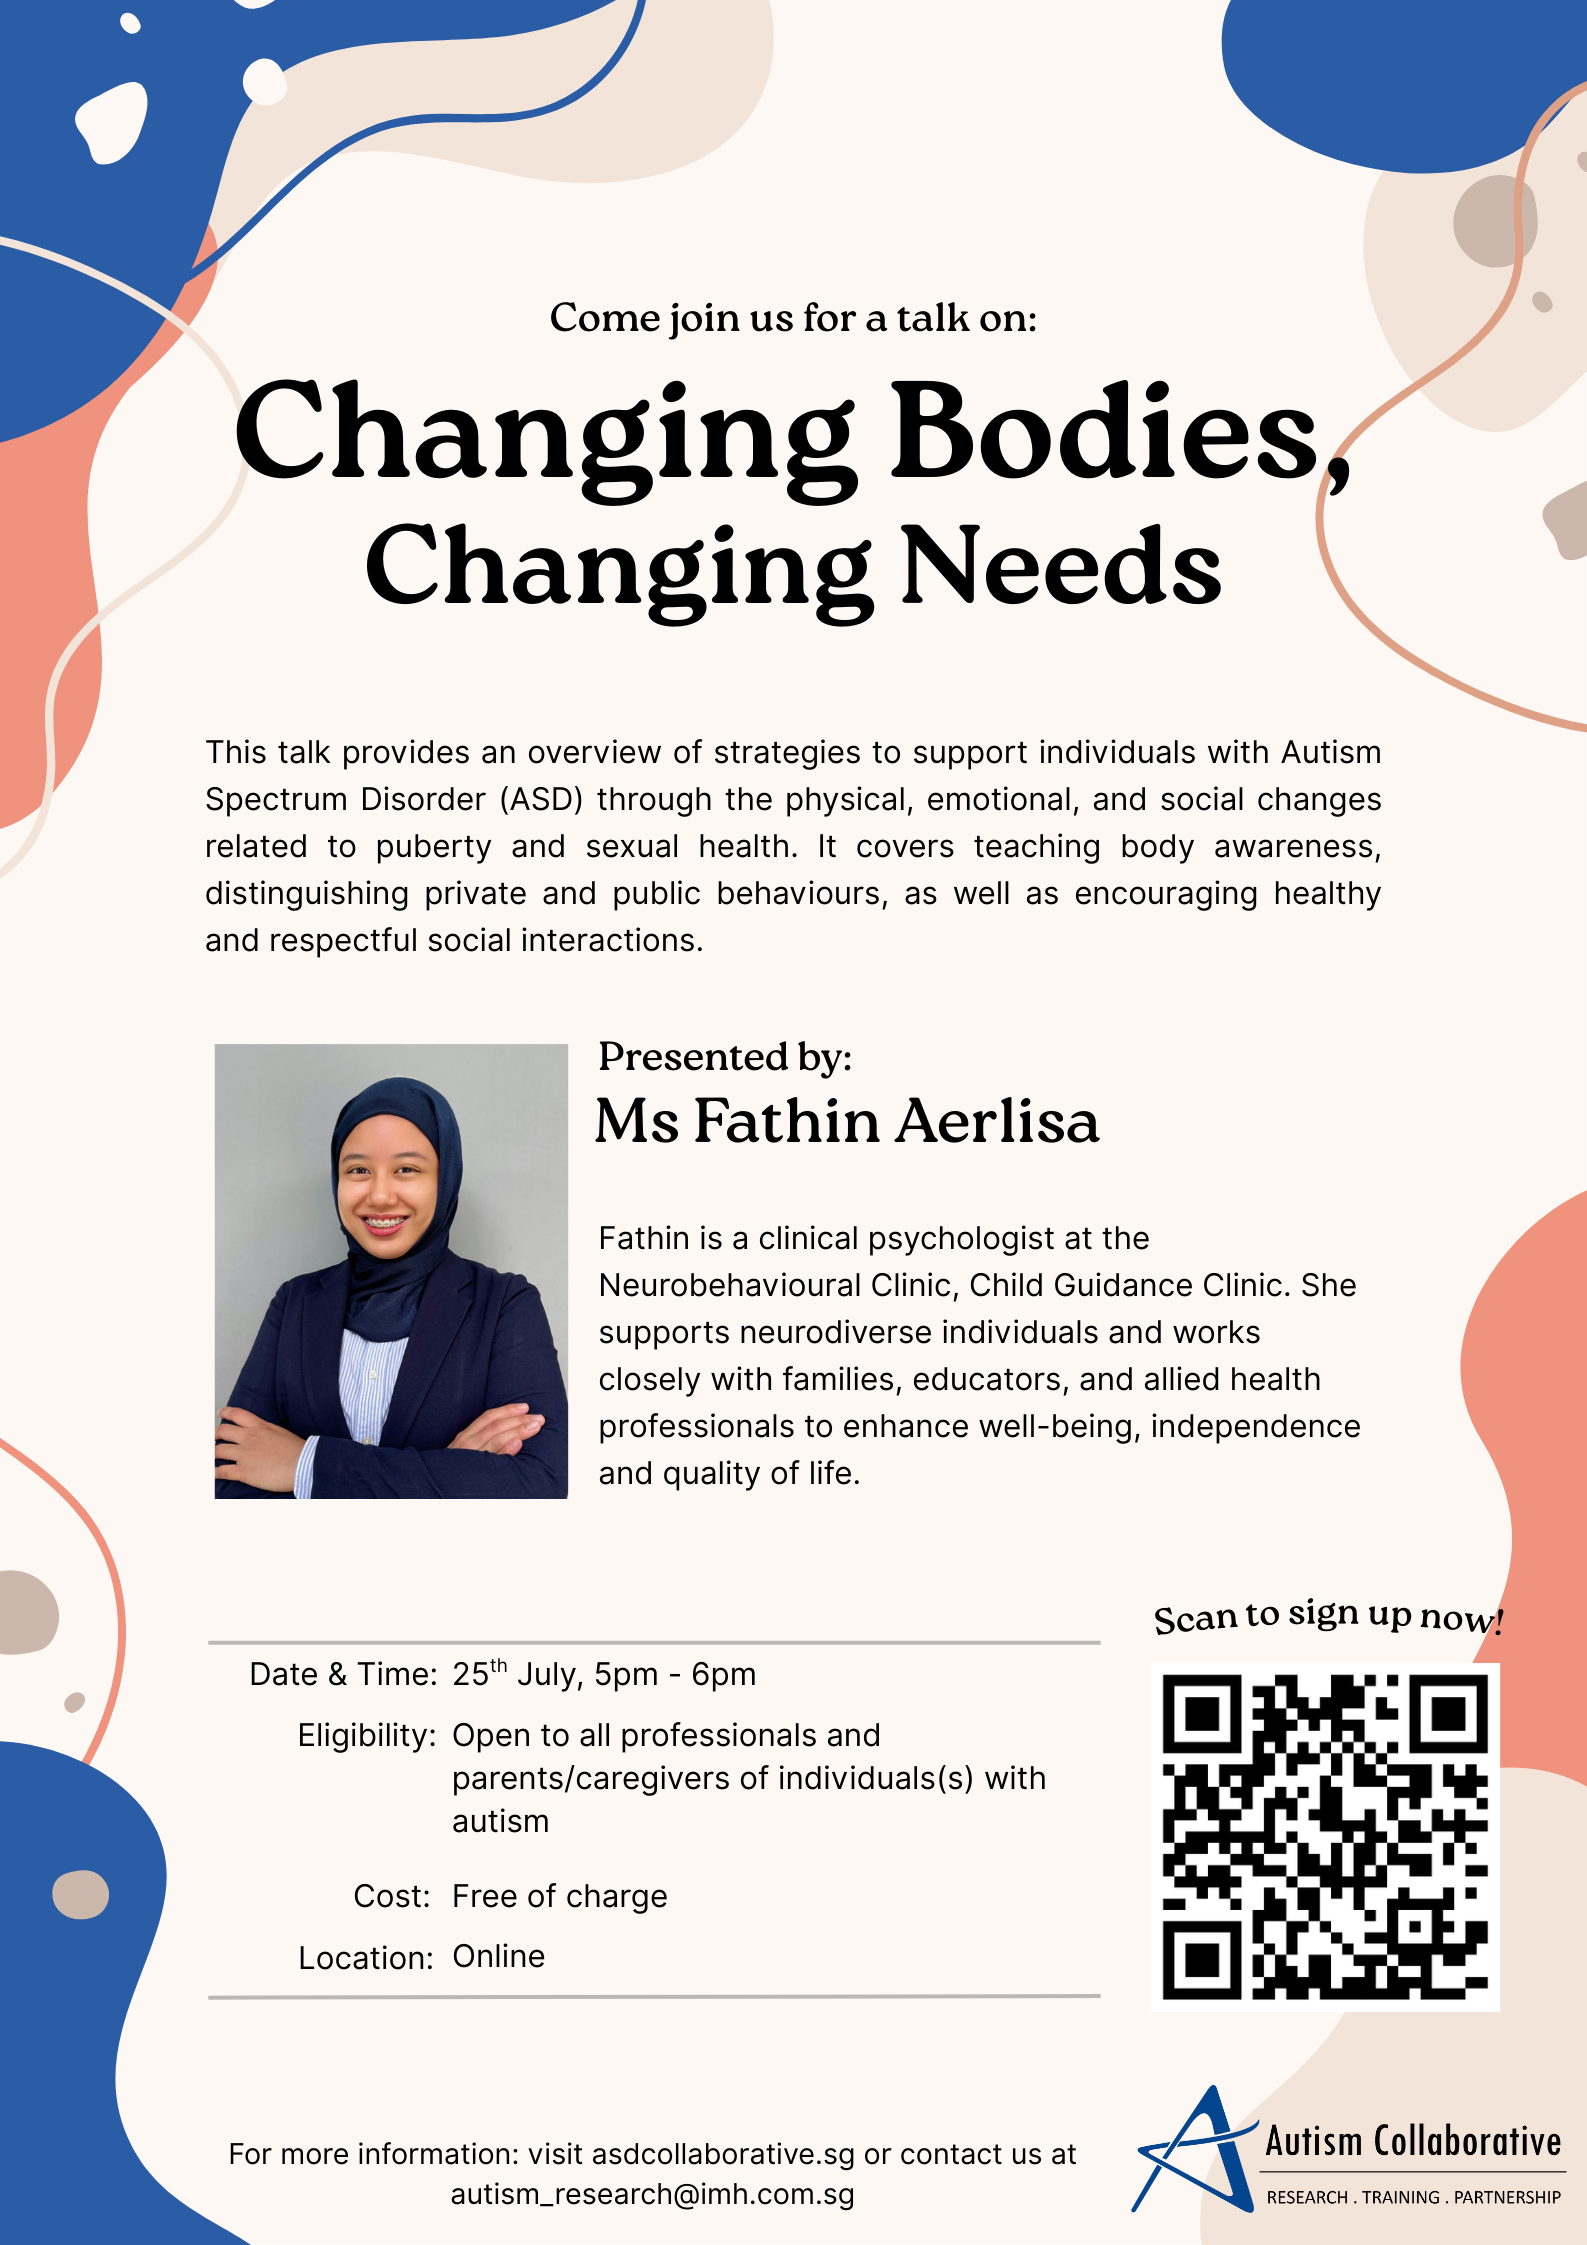 Come join us for a talk on:
Changing Bodies,
Changing Needs
This talk provides an overview of strategies to support individuals with Autism
Spectrum Disorder (ASD) through the physical, emotional, and social changes
related to puberty and sexual health. It covers teaching body awareness,
distinguishing private and public behaviours, as well as encouraging healthy
and respectful social interactions.
Presented by:
Ms Fathin Aerlisa
Fathin is a clinical psychologist at the
Neurobehavioural Clinic, Child Guidance Clinic. She
supports neurodiverse individuals and works
closely with families, educators, and allied health
professionals to enhance well-being, independence
and quality of life.
Scan to sign up now!
Date & Time: 25th July, 5pm - 6pm
Eligibility: Open to all professionals and
parents/caregivers of individuals(s) with
autism
Cost: Free of charge
Location: Online
For more information: visit asdcollaborative.sg or contact us at
autism_research@imh.com.sg
Autism Collaborative
RESEARCH . TRAINING . PARTNERSHIP